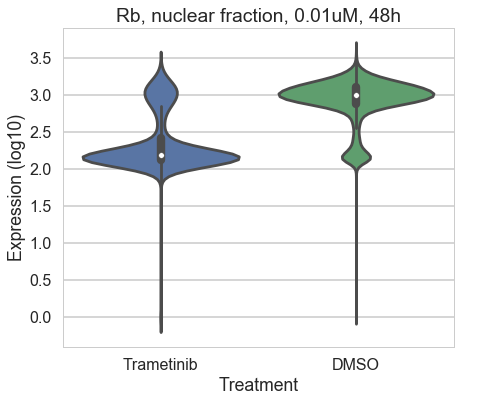 Rb, nuclear fraction, 0.01uM, 48h
Expression (log10)
3.5
3.0
2.5
2.0
1.5
1.0
0.5
0.0
Trametinib DMSO
Treatment